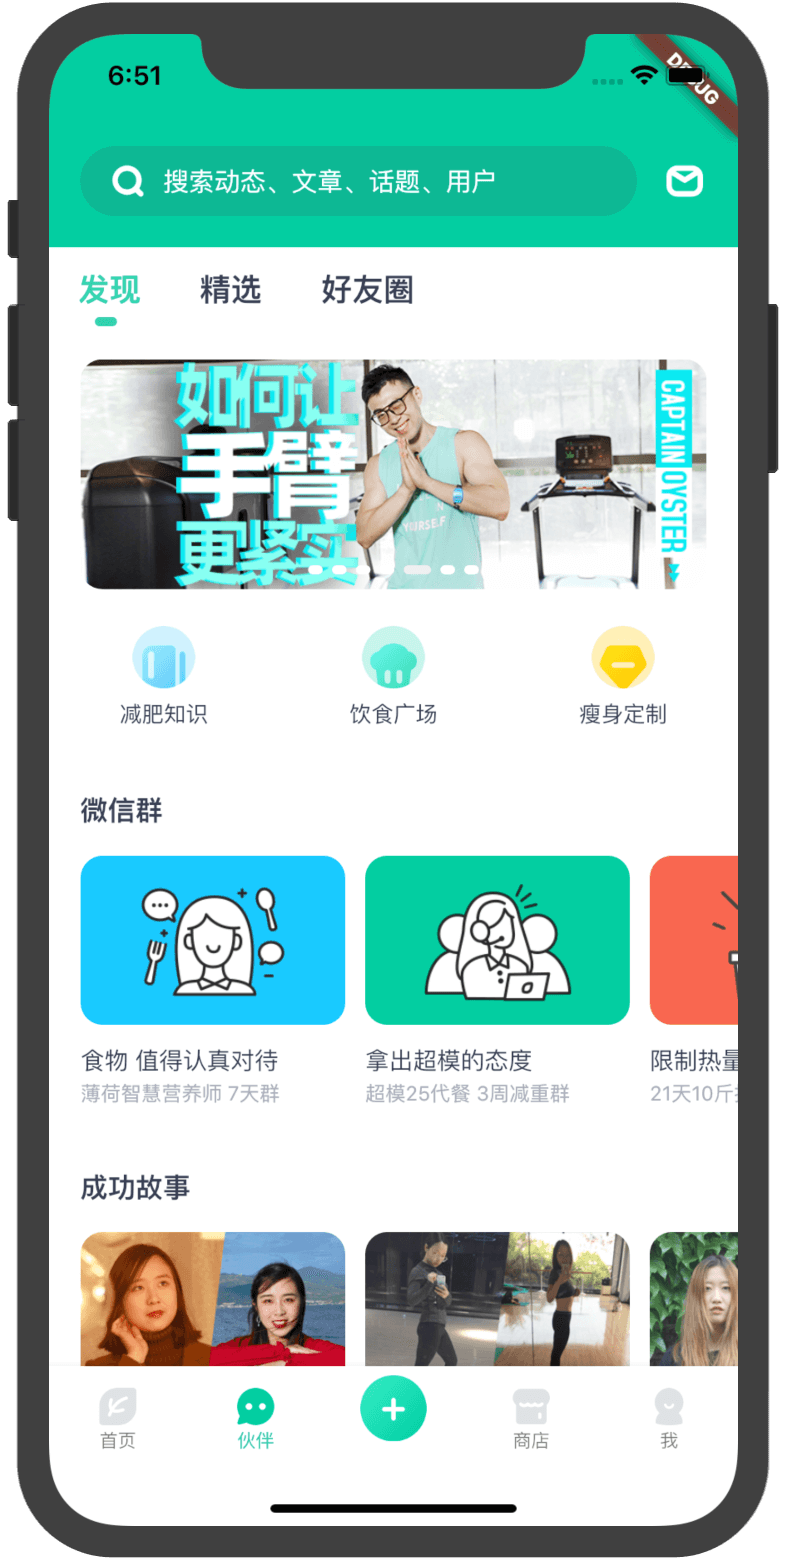 6:51
DEBUG
搜索动态、文章、话题、用户
发现
精选
好友圈
如何让
手臂
更紧实
YOURSELF
CAPTAIN OYSTER
减肥知识
饮食广场
瘦身定制
微信群
食物 值得认真对待
薄荷智慧营养师 7天群
拿出超模的态度
超模25代餐 3周减重群
限制热量
21天10斤
成功故事
首页
伙伴
商店
我